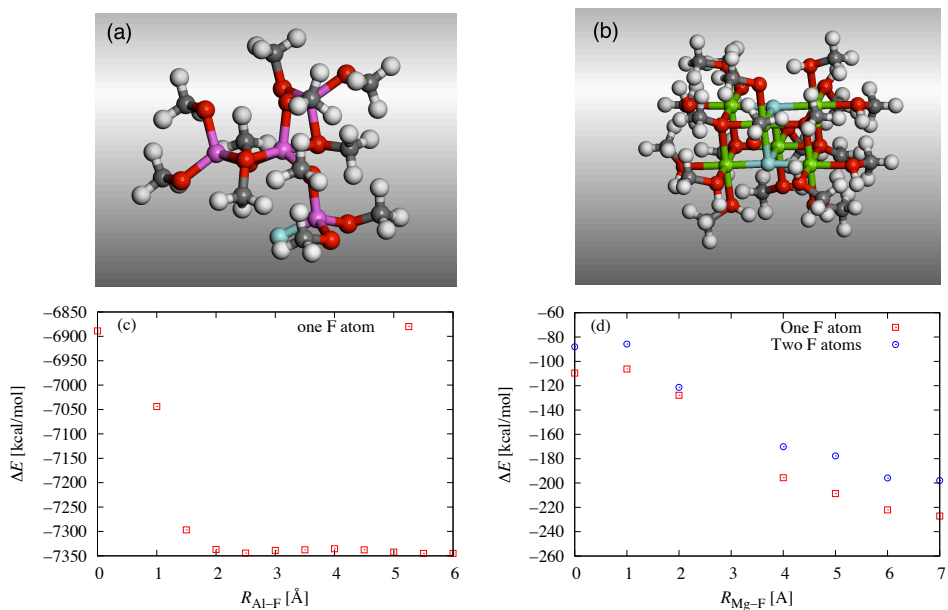 (a)
(b)
(c)
one F atom
−6850
−6900
−6950
−7000
−7050
−7100
−7150
−7200
−7250
−7300
−7350
ΔE [kcal/mol]
0 1 2 3 4 5 6
R Al–F [Å]
(d)
One F atom
Two F atoms
−60
−80
−100
−120
−140
−160
−180
−200
−220
−240
−260
ΔE [kcal/mol]
0 1 2 3 4 5 6 7
R Mg–F [A]